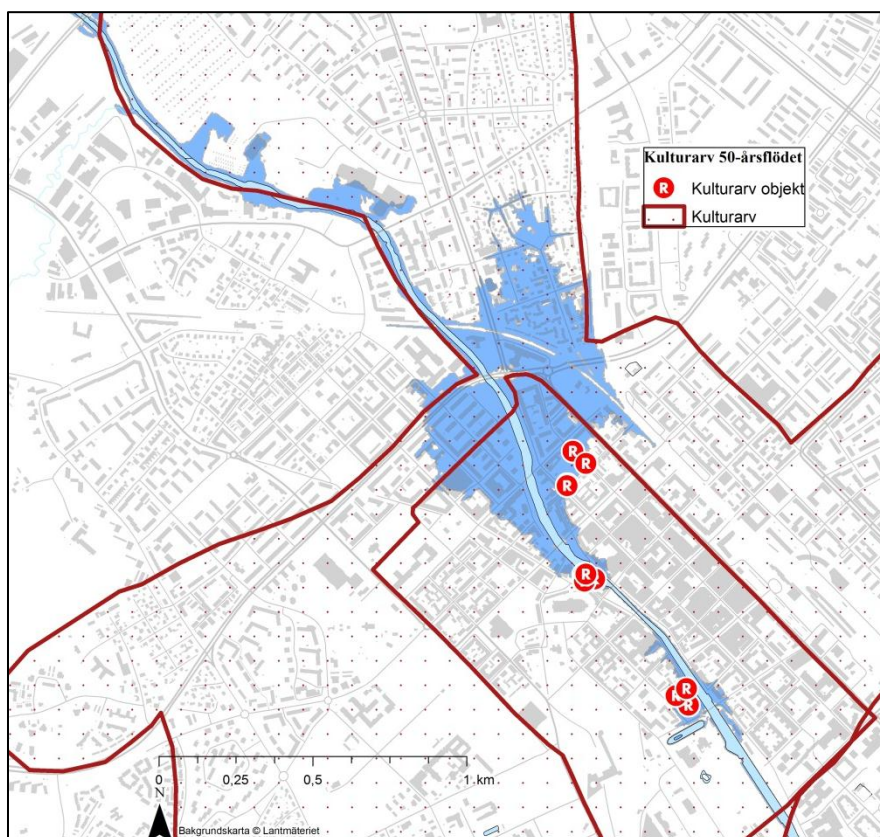 Kulturarv 50-årsflödet
R Kulturarv objekt
Kulturarv
R
R
R
R
R
R
R
R
R
0 0,25 0,5 1 km
N
Bakgrundskarta © Lantmäteriet